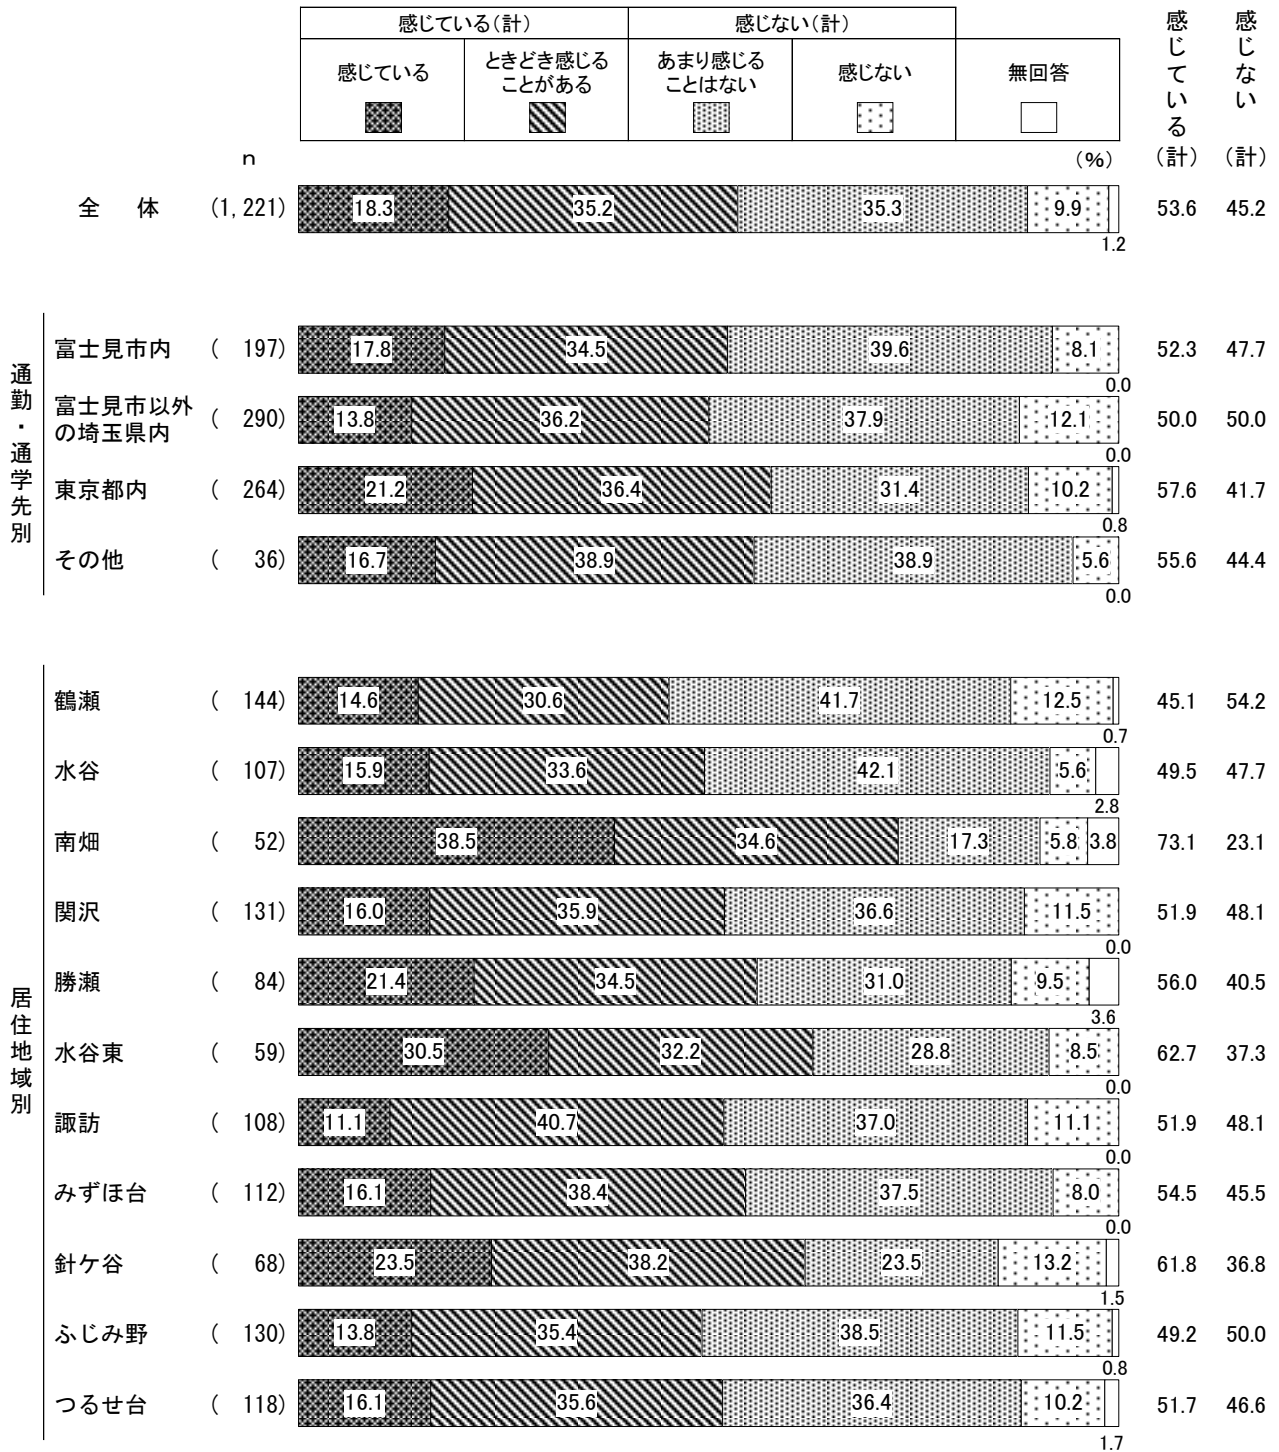 感じている（計） 感じない（計） 感じている（計） 感じない（計）
感じている ときどき感じることがある あまり感じることはない 感じない 無回答
n （％）
全体 （1,221） 18.3 35.2 35.3 9.9 1.2 53.6 45.2
通勤・通学先別
富士見市内 （ 197） 17.8 34.5 39.6 8.1 0.0 52.3 47.7
富士見市以外の埼玉県内 （ 290） 13.8 36.2 37.9 12.1 0.0 50.0 50.0
東京都内 （ 264） 21.2 36.4 31.4 10.2 0.8 57.6 41.7
その他 （ 36） 16.7 38.9 38.9 5.6 0.0 55.6 44.4
居住地域別
鶴瀬 （ 144） 14.6 30.6 41.7 12.5 0.7 45.1 54.2
水谷 （ 107） 15.9 33.6 42.1 5.6 2.8 49.5 47.7
南畑 （ 52） 38.5 34.6 17.3 5.8 3.8 73.1 23.1
関沢 （ 131） 16.0 35.9 36.6 11.5 0.0 51.9 48.1
勝瀬 （ 84） 21.4 34.5 31.0 9.5 3.6 56.0 40.5
水谷東 （ 59） 30.5 32.2 28.8 8.5 0.0 62.7 37.3
諏訪 （ 108） 11.1 40.7 37.0 11.1 0.0 51.9 48.1
みずほ台 （ 112） 16.1 38.4 37.5 8.0 0.0 54.5 45.5
針ケ谷 （ 68） 23.5 38.2 23.5 13.2 1.5 61.8 36.8
ふじみ野 （ 130） 13.8 35.4 38.5 11.5 0.8 49.2 50.0
つるせ台 （ 118） 16.1 35.6 36.4 10.2 1.7 51.7 46.6